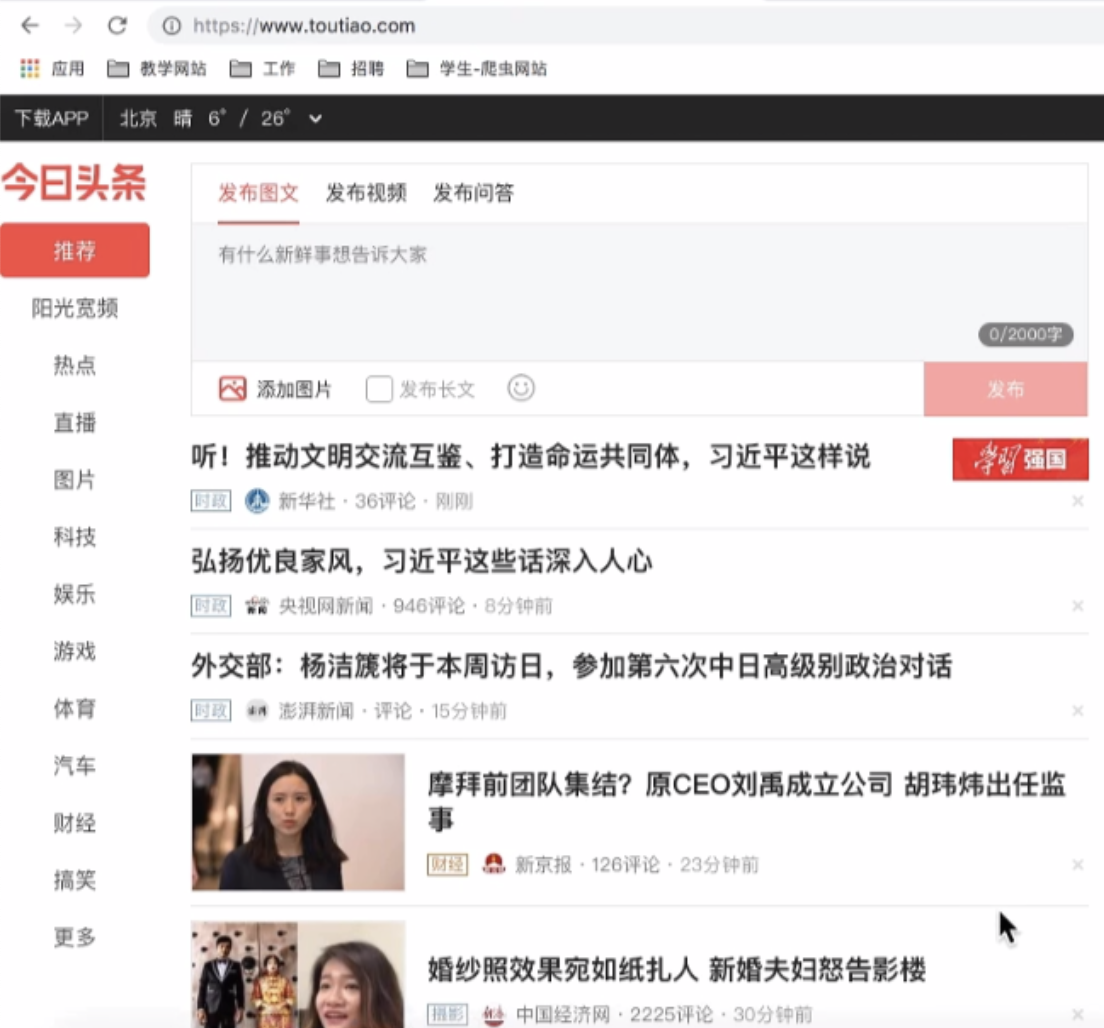 https://www.toutiao.com
应用 教学网站 工作 招聘 学生-爬虫网站
下载APP 北京 晴 6° / 26°
今日头条
推荐
阳光宽频
热点
直播
图片
科技
娱乐
游戏
体育
汽车
财经
搞笑
更多
发布图文 发布视频 发布问答
有什么新鲜事想告诉大家
0/2000字
添加图片 发布长文 发布
听！推动文明交流互鉴、打造命运共同体，习近平这样说
学习强国
时政 新华社 · 36评论 · 刚刚
弘扬优良家风，习近平这些话深入人心
时政 央视网新闻 · 946评论 · 8分钟前
外交部：杨洁篪将于本周访日，参加第六次中日高级别政治对话
时政 澎湃新闻 · 评论 · 15分钟前
摩拜前团队集结？原CEO刘禹成立公司 胡玮炜出任监
事
财经 新京报 · 126评论 · 23分钟前
婚纱照效果宛如纸扎人 新婚夫妇怒告影楼
摄影 中国经济网 · 2225评论 · 30分钟前